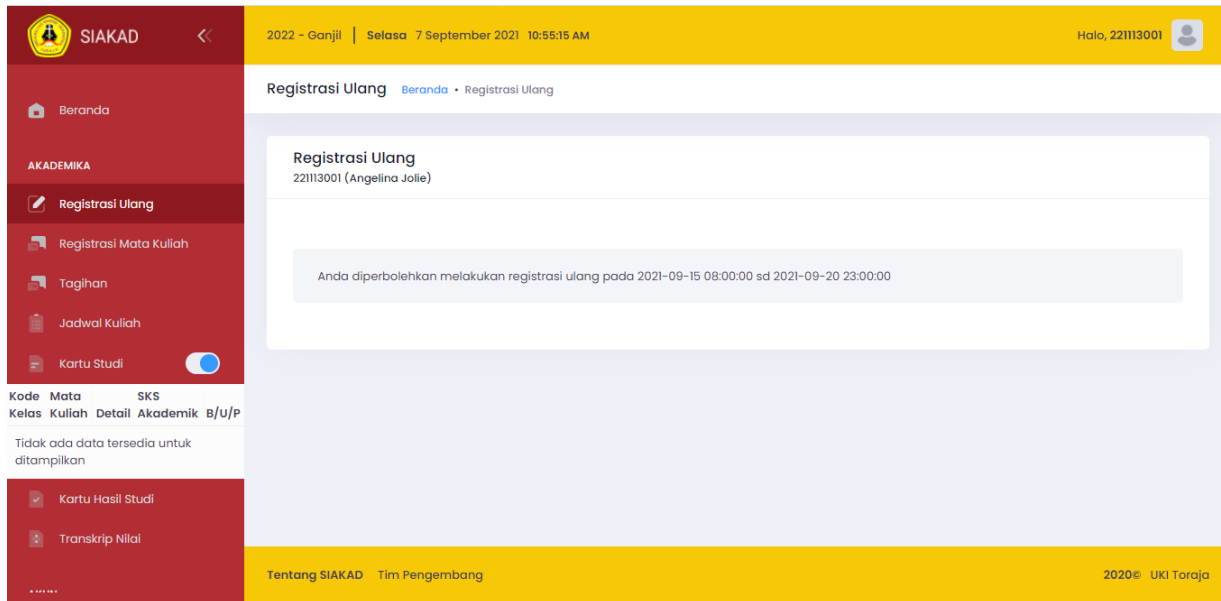 SIAKAD
2022 - Ganjil | Selasa 7 September 2021 10:55:15 AM
Halo, 221113001
Registrasi Ulang Beranda • Registrasi Ulang
Beranda
AKADEMIKA
Registrasi Ulang
Registrasi Mata Kuliah
Tagihan
Jadwal Kuliah
Kartu Studi
Kode Mata SKS
Kelas Kuliah Detail Akademik B/U/P
Tidak ada data tersedia untuk
ditampilkan
Kartu Hasil Studi
Transkrip Nilai
Registrasi Ulang
221113001 (Angelina Jolie)
Anda diperbolehkan melakukan registrasi ulang pada 2021-09-15 08:00:00 sd 2021-09-20 23:00:00
Tentang SIAKAD Tim Pengembang
2020© UKI Toraja